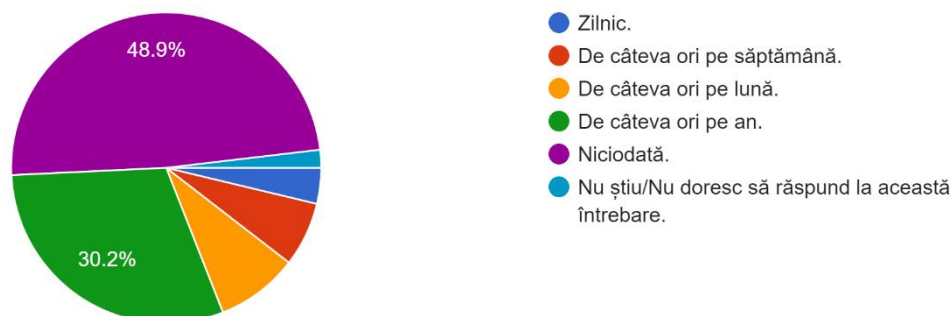 48.9%
30.2%
Zilnic.
De câteva ori pe săptămână.
De câteva ori pe lună.
De câteva ori pe an.
Niciodată.
Nu știu/Nu doresc să răspund la această
întrebare.